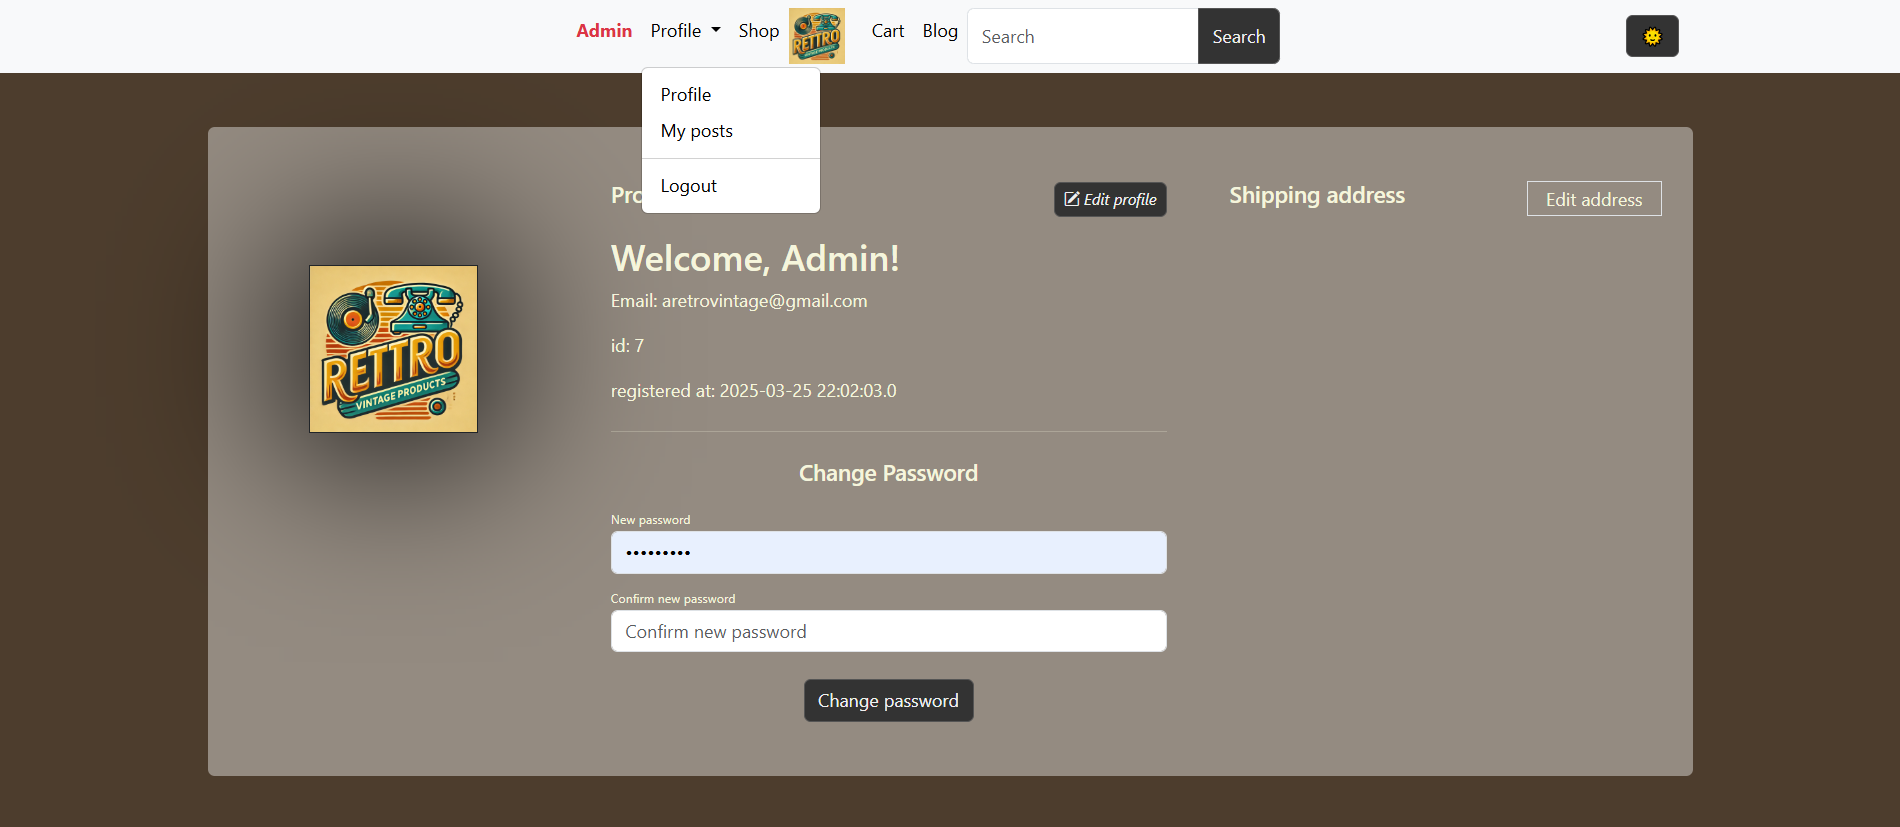 Admin Profile Shop RETTRO VINTAGE PRODUCTS Cart Blog Search Search
Profile
My posts
Logout
Pro
Edit profile
Shipping address
Edit address
RETTRO
VINTAGE PRODUCTS
Welcome, Admin!
Email: aretrovintage@gmail.com
id: 7
registered at: 2025-03-25 22:02:03.0
Change Password
New password
•••••••••
Confirm new password
Confirm new password
Change password